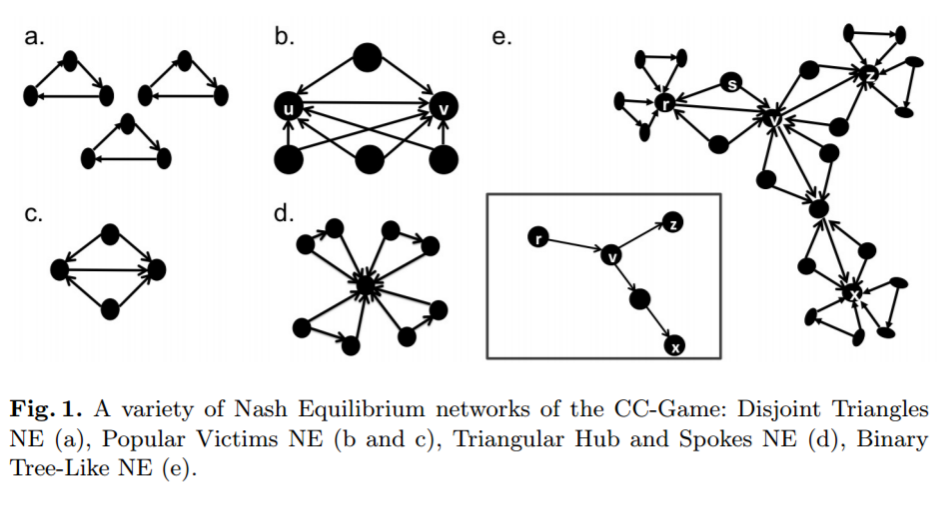 a.
b.
e.
u
v
c.
d.
r
s
v
z
x
r
v
z
x
Fig. 1. A variety of Nash Equilibrium networks of the CC-Game: Disjoint Triangles
NE (a), Popular Victims NE (b and c), Triangular Hub and Spokes NE (d), Binary
Tree-Like NE (e).